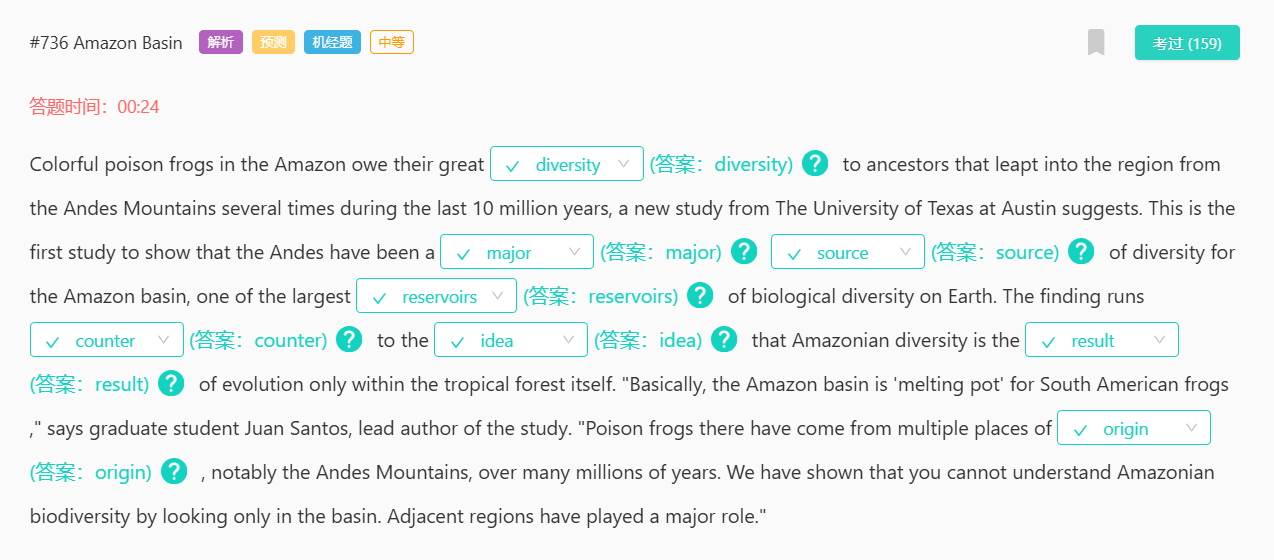 #736 Amazon Basin 解析 预测 机经题 中等 考过 (159)
答题时间：00:24
Colorful poison frogs in the Amazon owe their great diversity (答案：diversity) ? to ancestors that leapt into the region from
the Andes Mountains several times during the last 10 million years, a new study from The University of Texas at Austin suggests. This is the
first study to show that the Andes have been a major (答案：major) ? source (答案：source) ? of diversity for
the Amazon basin, one of the largest reservoirs (答案：reservoirs) ? of biological diversity on Earth. The finding runs
counter (答案：counter) ? to the idea (答案：idea) ? that Amazonian diversity is the result
(答案：result) ? of evolution only within the tropical forest itself. "Basically, the Amazon basin is 'melting pot' for South American frogs
," says graduate student Juan Santos, lead author of the study. "Poison frogs there have come from multiple places of origin
(答案：origin) ? , notably the Andes Mountains, over many millions of years. We have shown that you cannot understand Amazonian
biodiversity by looking only in the basin. Adjacent regions have played a major role."